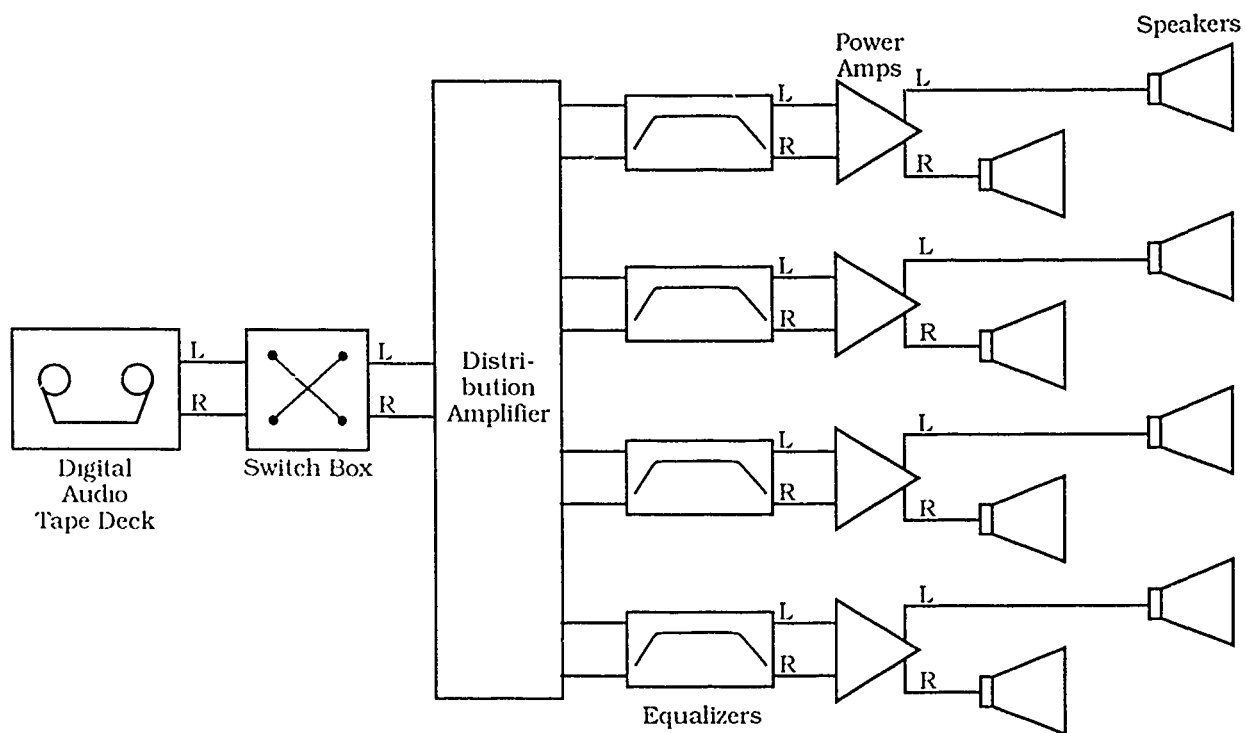 Speakers
Power
Amps
L
R
L
R
L
R
L
R
L
R
L
R
L
R
Distri-
bution
Amplifier
Digital
Audio
Tape Deck
Switch Box
L
R
L
R
L
R
L
R
Equalizers